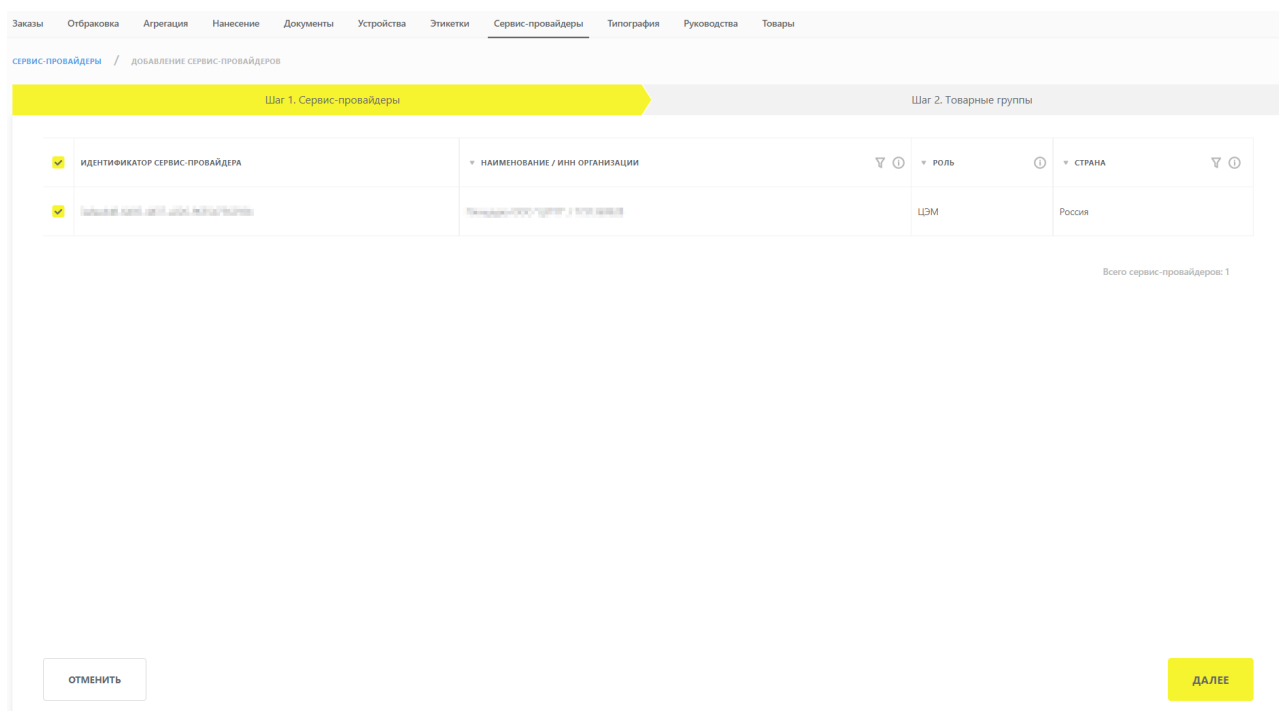 Заказы Отбраковка Агрегация Нанесение Документы Устройства Этикетки Сервис-провайдеры Типография Руководства Товары
СЕРВИС-ПРОВАЙДЕРЫ / ДОБАВЛЕНИЕ СЕРВИС-ПРОВАЙДЕРОВ
Шаг 1. Сервис-провайдеры Шаг 2. Товарные группы
ИДЕНТИФИКАТОР СЕРВИС-ПРОВАЙДЕРА НАИМЕНОВАНИЕ / ИНН ОРГАНИЗАЦИИ РОЛЬ СТРАНА
ЦЭМ Россия
Всего сервис-провайдеров: 1
ОТМЕНИТЬ ДАЛЕЕ